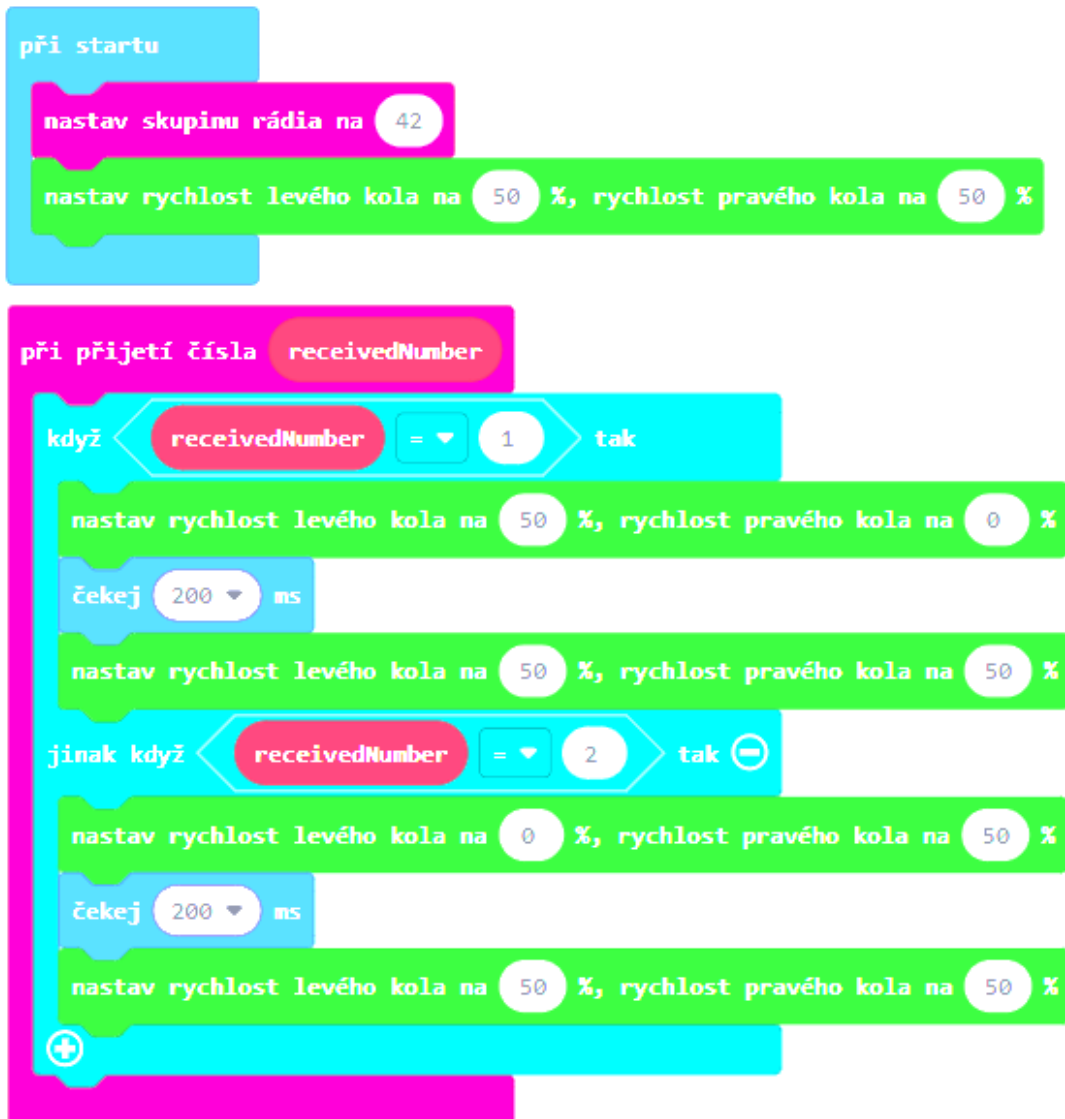 při startu
nastav skupinu rádia na 42
nastav rychlost levého kola na 50 %, rychlost pravého kola na 50 %
při přijetí čísla receivedNumber
když receivedNumber = 1 tak
nastav rychlost levého kola na 50 %, rychlost pravého kola na 0 %
čekej 200 ms
nastav rychlost levého kola na 50 %, rychlost pravého kola na 50 %
jinak když receivedNumber = 2 tak
nastav rychlost levého kola na 0 %, rychlost pravého kola na 50 %
čekej 200 ms
nastav rychlost levého kola na 50 %, rychlost pravého kola na 50 %